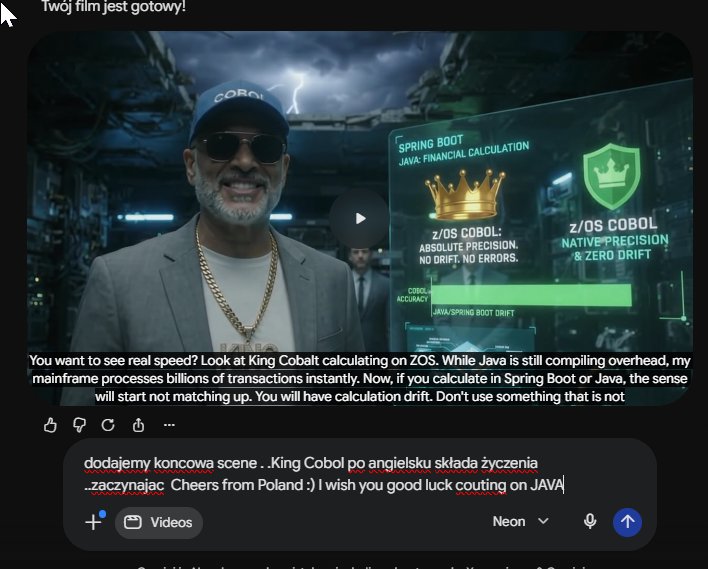 Twój film jest gotowy!
COBOL
SPRING BOOT
JAVA: FINANCIAL CALCULATION
z/OS COBOL:
ABSOLUTE PRECISION.
NO DRIFT. NO ERRORS.
z/OS COBOL
NATIVE PRECISION
& ZERO DRIFT
COBOL
ACCURACY
JAVA/SPRING BOOT DRIFT
You want to see real speed? Look at King Cobalt calculating on ZOS. While Java is still compiling overhead, my
mainframe processes billions of transactions instantly. Now, if you calculate in Spring Boot or Java, the sense
will start not matching up. You will have calculation drift. Don't use something that is not
dodajemy koncowa scene . .King Cobol po angielsku składa życzenia
..zaczynajac Cheers from Poland :) I wish you good luck couting on JAVA
Videos
Neon